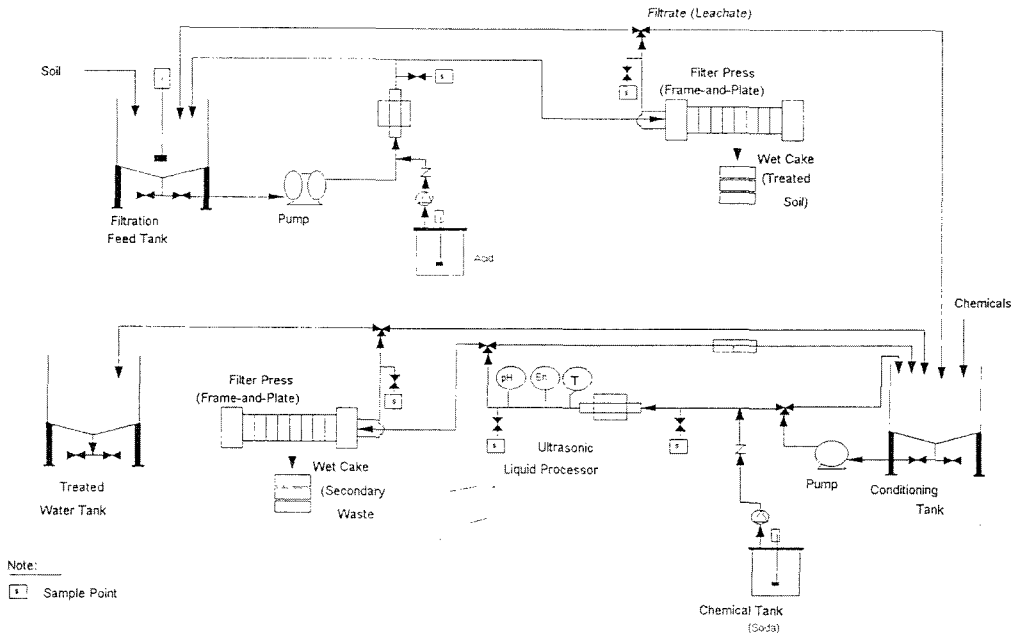 Filtrate (Leachate)
Soil
s
Filter Press
(Frame-and-Plate)
s
Wet Cake
(Treated
Soil)
Pump
Filtration
Feed Tank
Acid
Chemicals
Filter Press
(Frame-and-Plate)
pH
En
T
s
s
s
Ultrasonic
Liquid Processor
Wet Cake
(Secondary
Waste
Pump
Conditioning
Tank
Treated
Water Tank
Note:
s
Sample Point
Chemical Tank
(Soda)